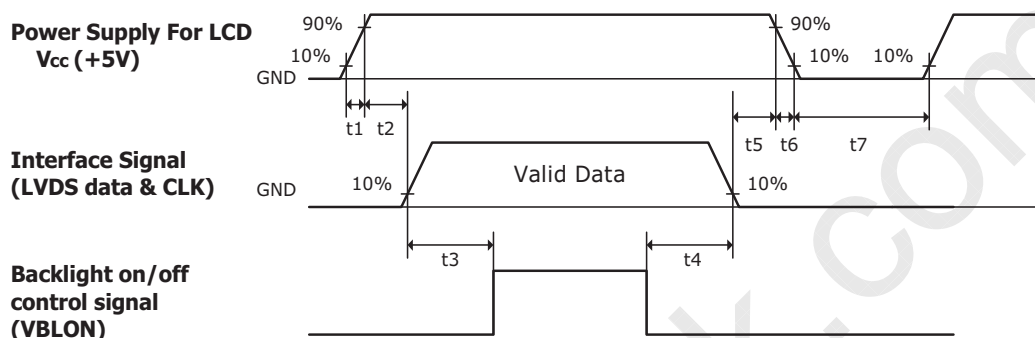 Power Supply For LCD
Vcc (+5V)
90%
10%
GND
90%
10%
10%
t1
t2
t5
t6
t7
Interface Signal
(LVDS data & CLK)
GND
10%
Valid Data
10%
t3
t4
Backlight on/off
control signal
(VBLON)
k.com